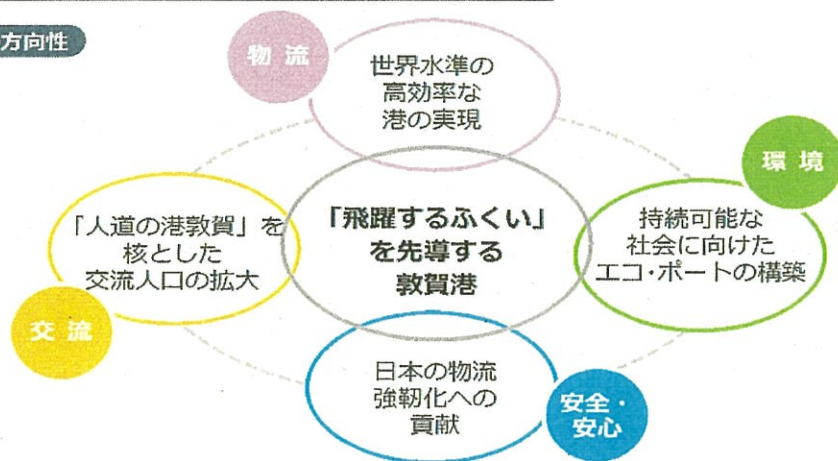 方向性
物流
世界水準の
高効率な
港の実現
環境
「人道の港敦賀」を
核とした
交流人口の拡大
「飛躍するふくい」
を先導する
敦賀港
持続可能な
社会に向けた
エコ・ポートの構築
交流
日本の物流
強靱化への
貢献
安全・
安心